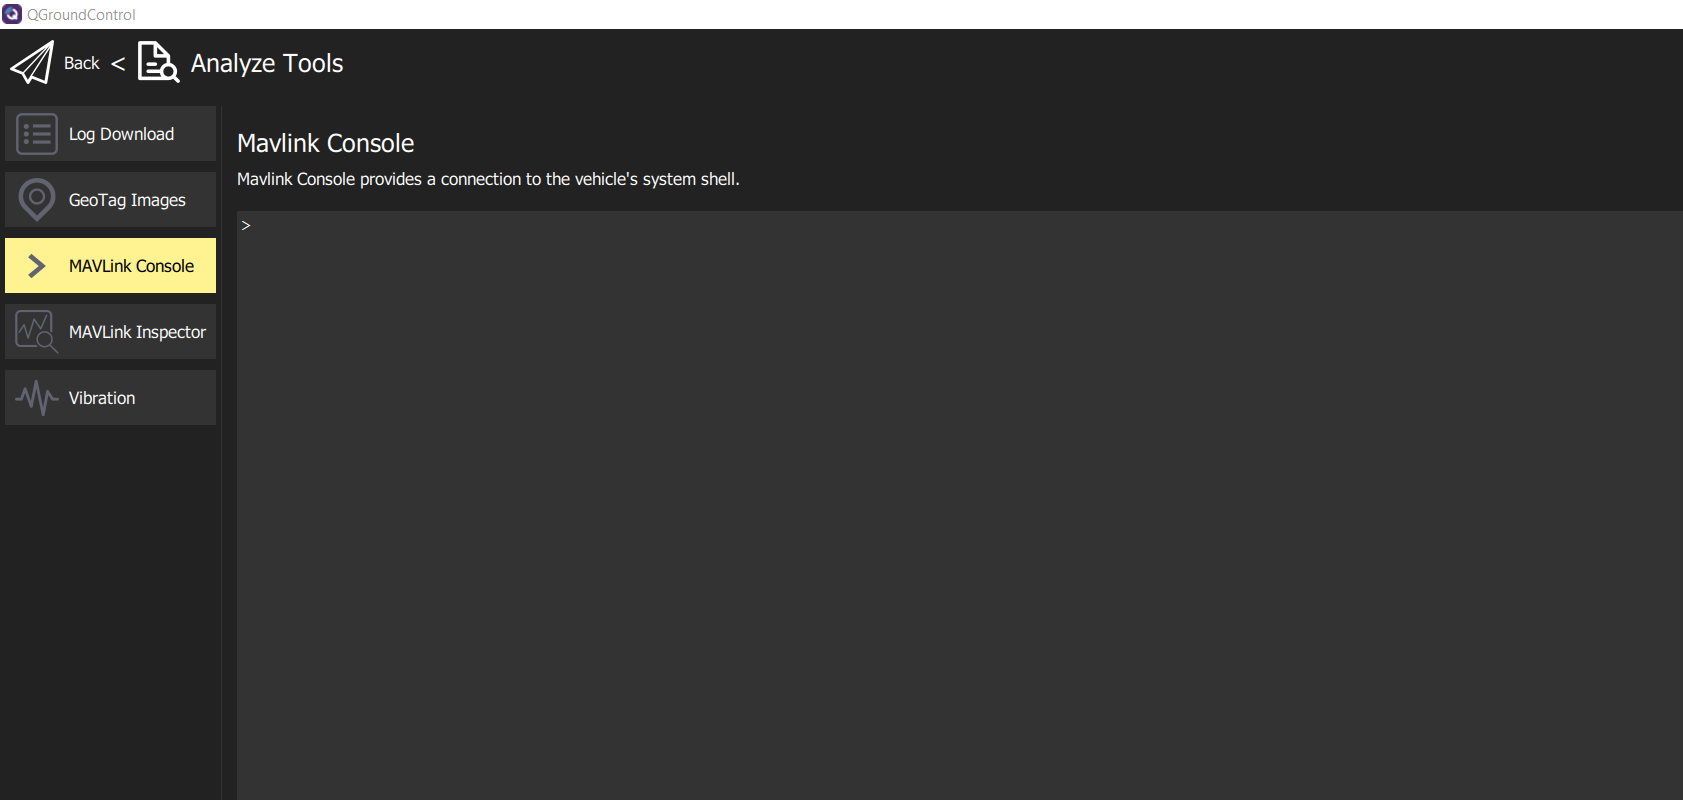 QGroundControl
Back < Analyze Tools
Log Download
GeoTag Images
MAVLink Console
MAVLink Inspector
Vibration
Mavlink Console
Mavlink Console provides a connection to the vehicle's system shell.
>